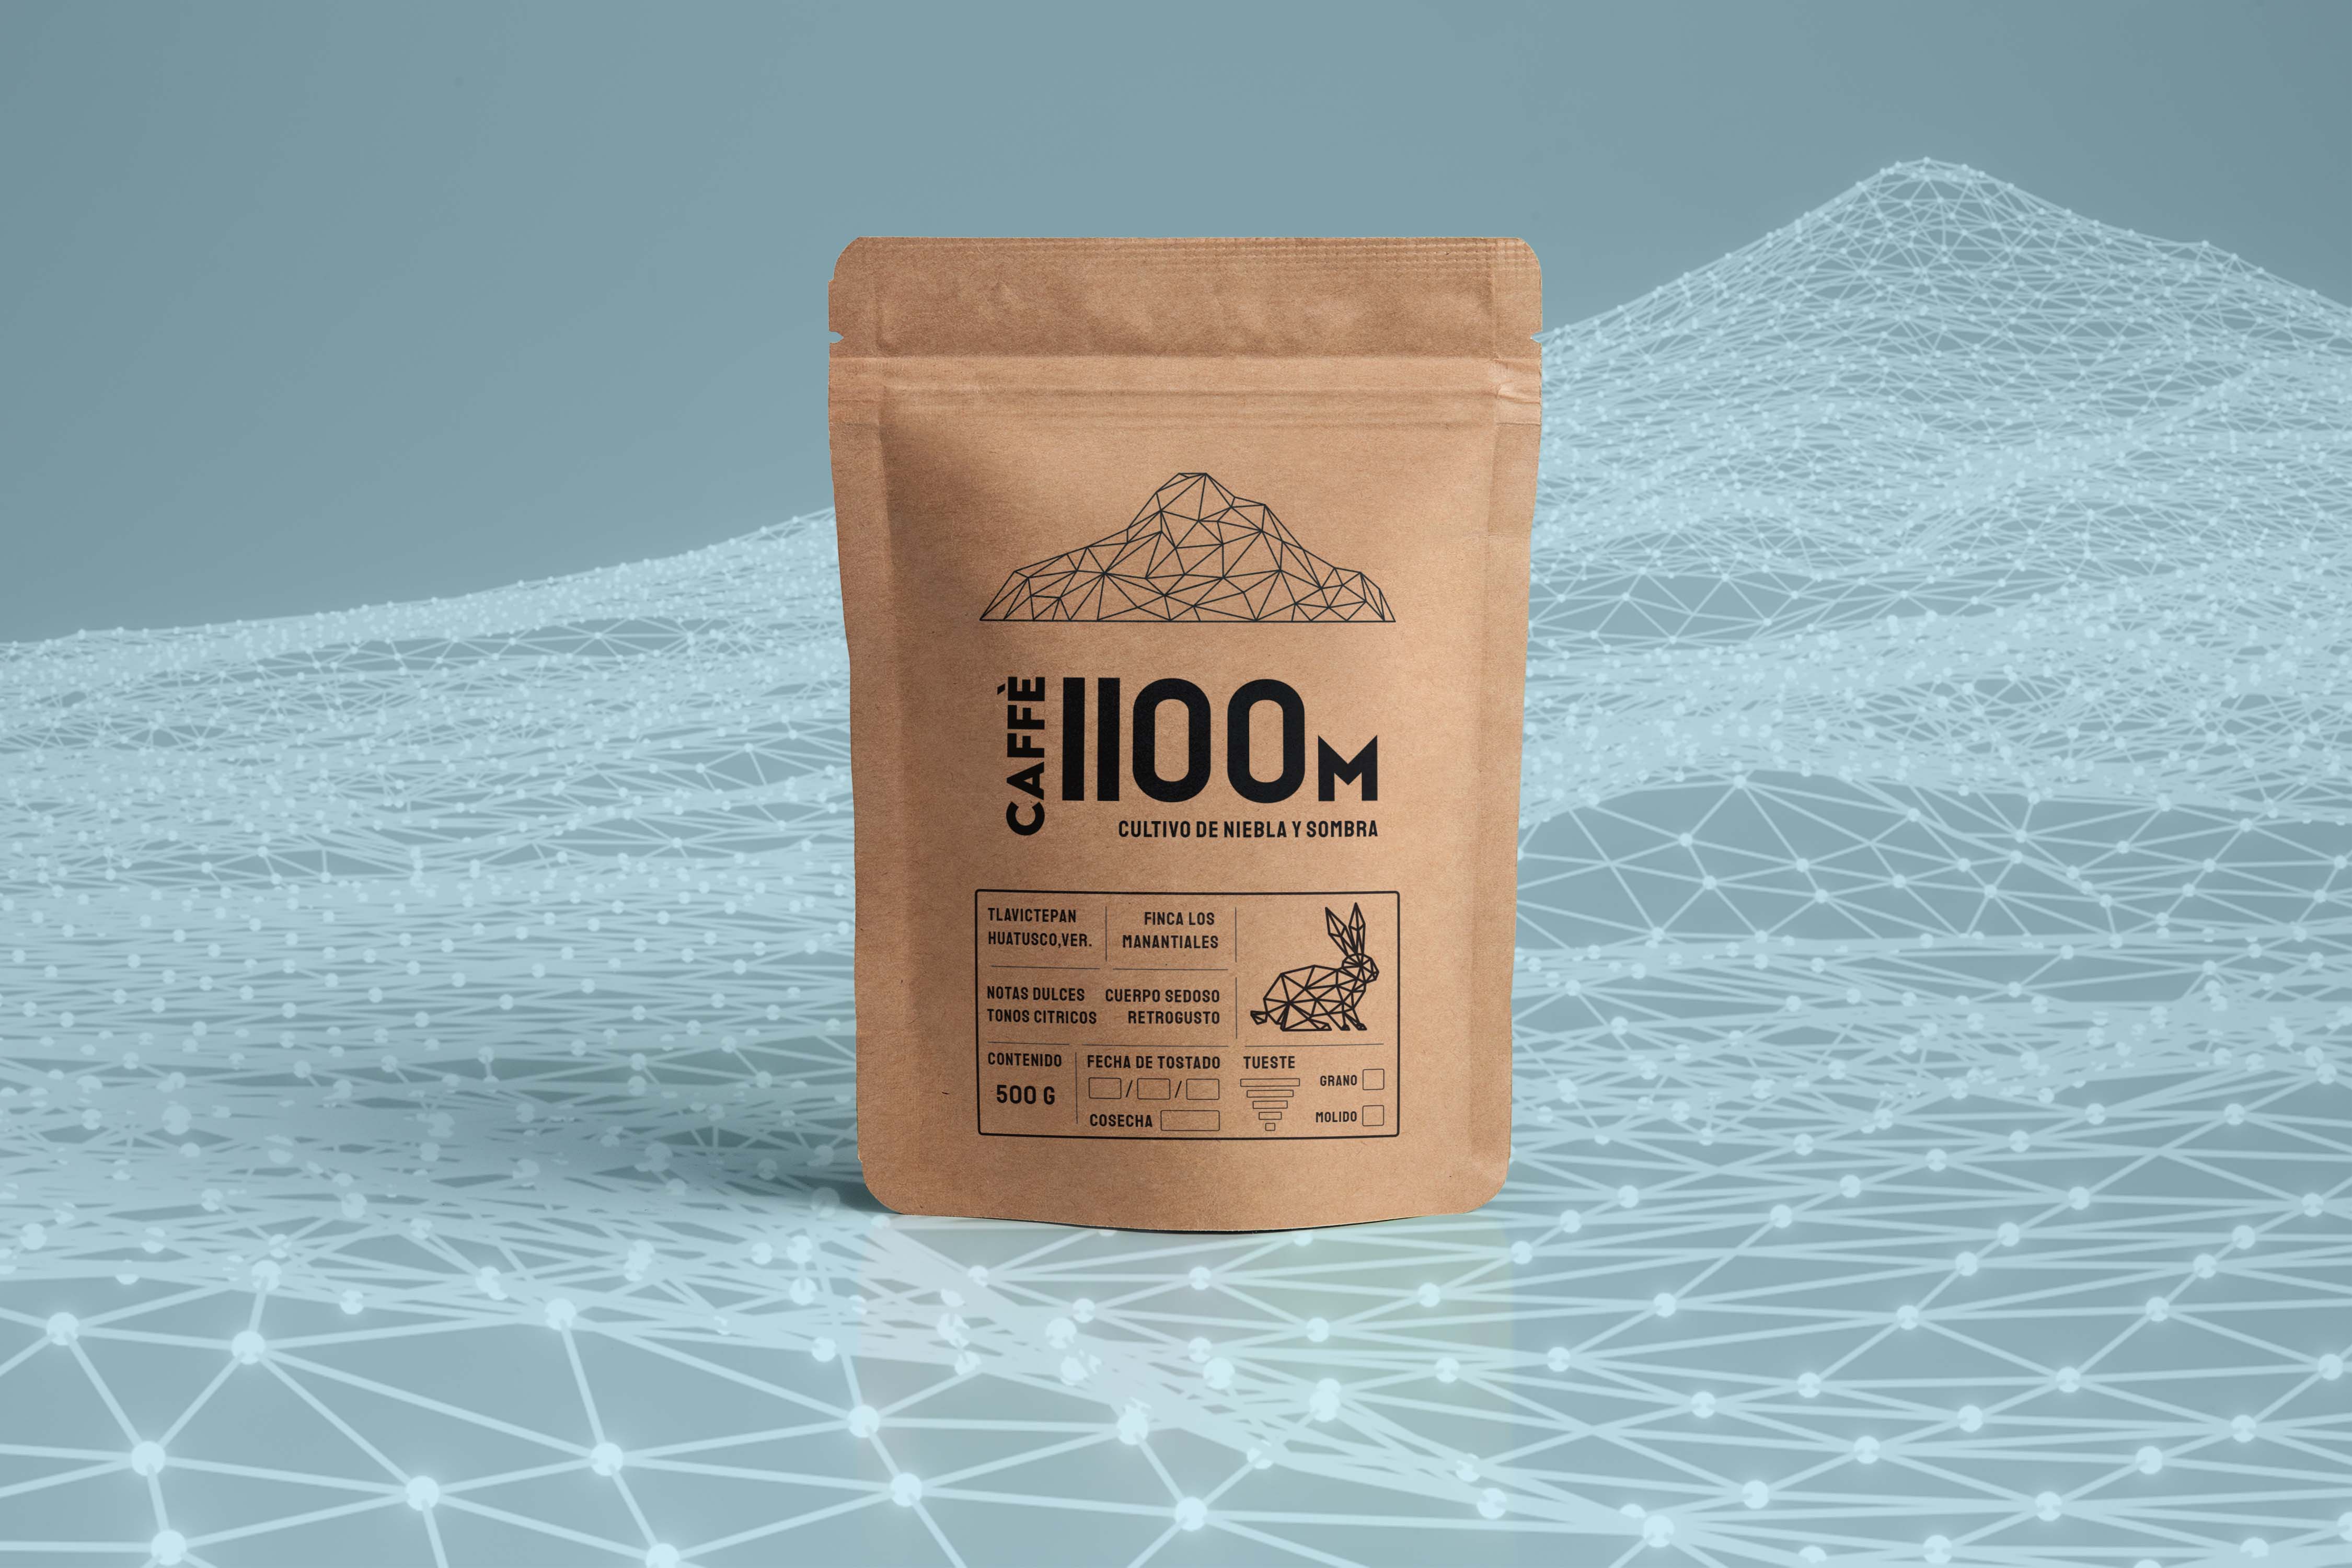 CAFFÈ
1100M
CULTIVO DE NIEBLA Y SOMBRA
TLAVICTEPAN
HUATUSCO,VER.
FINCA LOS
MANANTIALES
NOTAS DULCES
TONOS CITRICOS
CUERPO SEDOSO
RETROGUSTO
CONTENIDO
500 G
FECHA DE TOSTADO
/ /
COSECHA
TUESTE
GRANO
MOLIDO